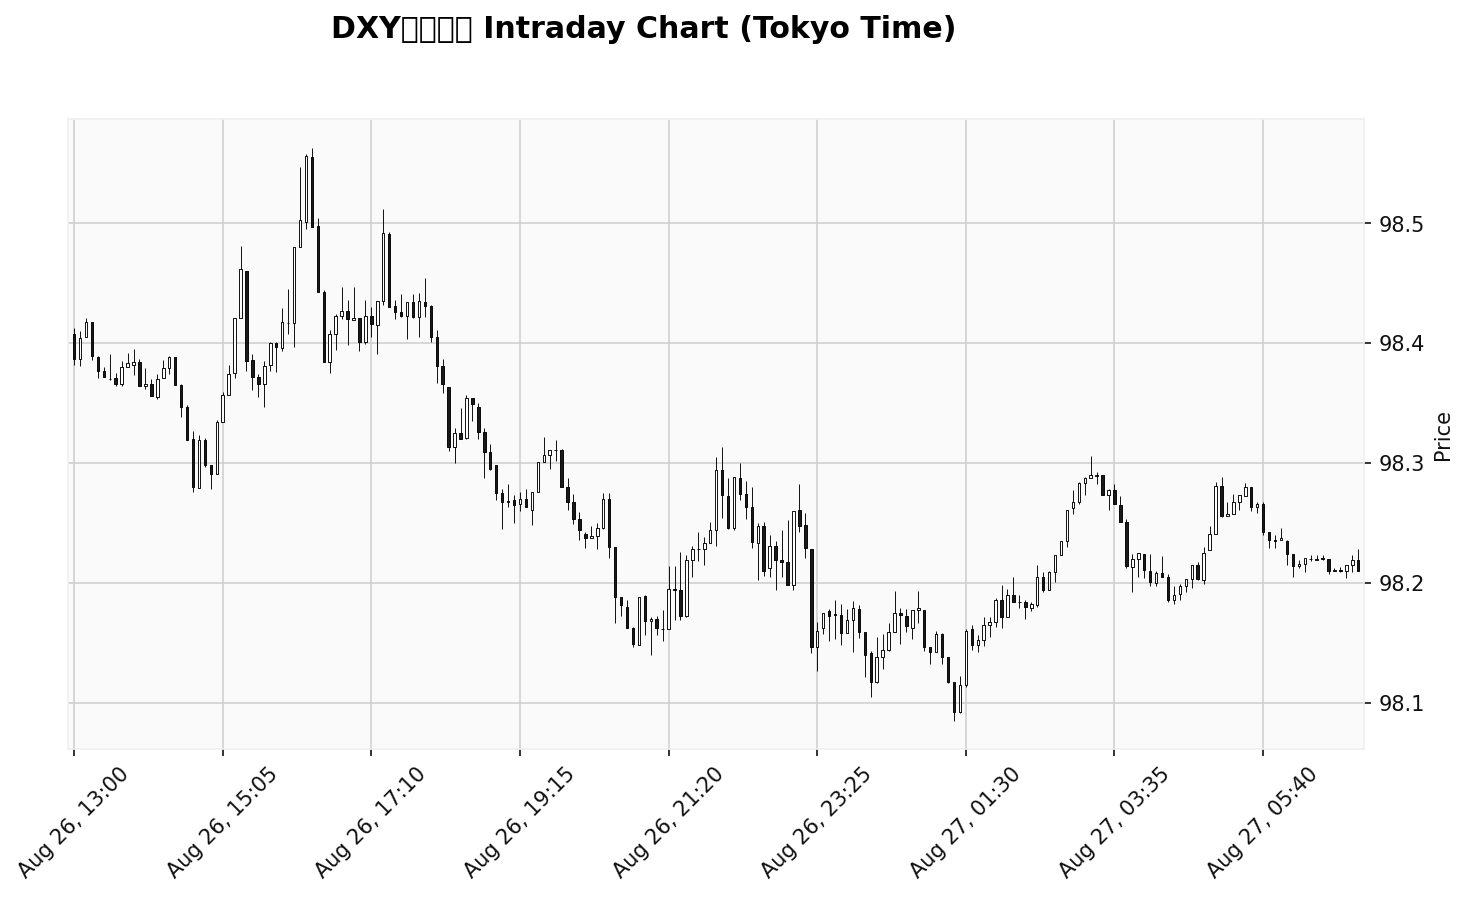 DXY Intraday Chart (Tokyo Time)
98.5
98.4
98.3
98.2
98.1
Price
Aug 26, 13:00
Aug 26, 15:05
Aug 26, 17:10
Aug 26, 19:15
Aug 26, 21:20
Aug 26, 23:25
Aug 27, 01:30
Aug 27, 03:35
Aug 27, 05:40